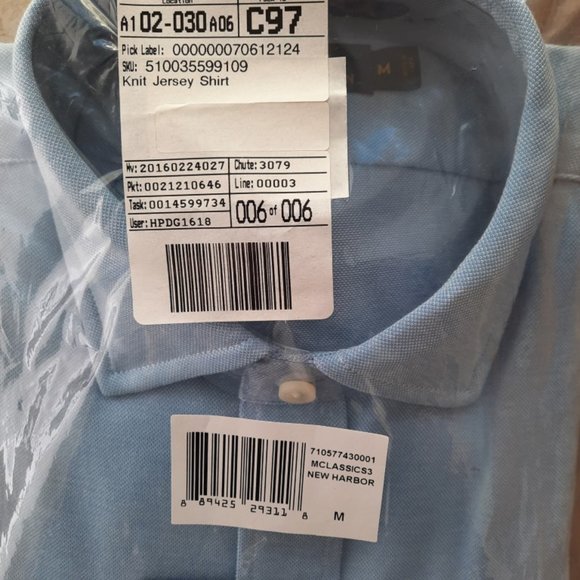 Location
A1 02-030 A06 C97
Pick Label: 000000070612124
SKU: 510035599109
Knit Jersey Shirt
Wv: 20160224027 Chute: 3079
Pkt: 0021210646 Line: 00003
Task: 0014599734
User: HPDG1618
006 of 006
M
710577430001
MCLASSICS3
NEW HARBOR
8 89425 29311 8 M